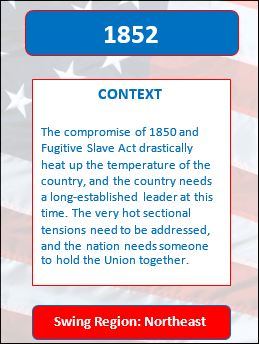 1852
CONTEXT
The compromise of 1850 and
Fugitive Slave Act drastically
heat up the temperature of the
country, and the country needs
a long-established leader at this
time. The very hot sectional
tensions need to be addressed,
and the nation needs someone
to hold the Union together.
Swing Region: Northeast